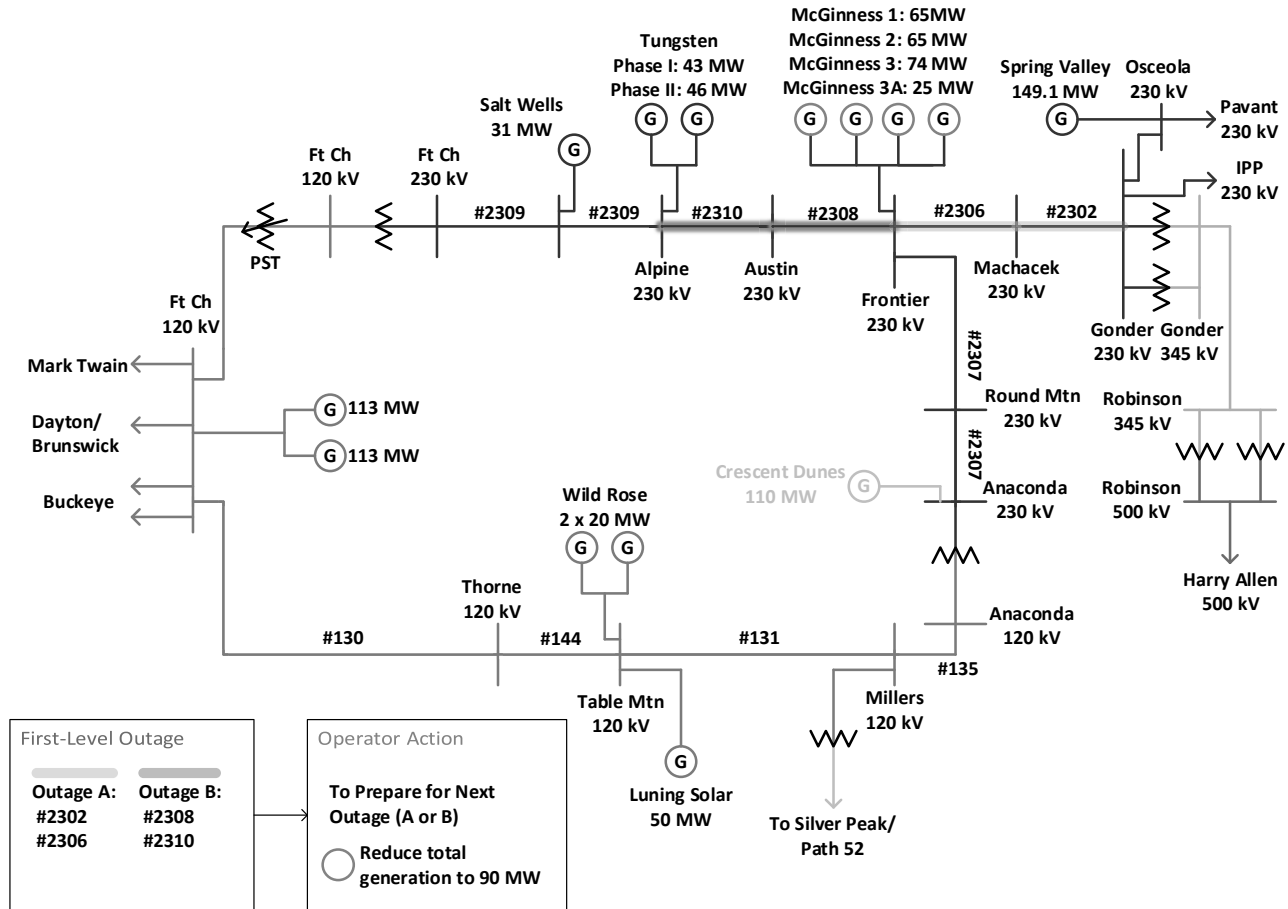 McGinness 1: 65MW
McGinness 2: 65 MW
McGinness 3: 74 MW
McGinness 3A: 25 MW
Tungsten
Phase I: 43 MW
Phase II: 46 MW
Spring Valley
149.1 MW
Osceola
230 kV
Salt Wells
31 MW
G
G
G
G
G
G
G
G
Pavant
230 kV
IPP
230 kV
Ft Ch
120 kV
Ft Ch
230 kV
#2309
#2309
#2310
#2308
#2306
#2302
PST
Alpine
230 kV
Austin
230 kV
Frontier
230 kV
Machacek
230 kV
Gonder
230 kV
Gonder
345 kV
Ft Ch
120 kV
Mark Twain
Dayton/
Brunswick
Buckeye
G
113 MW
G
113 MW
#2307
Round Mtn
230 kV
#2307
Robinson
345 kV
Crescent Dunes
110 MW
G
Anaconda
230 kV
Robinson
500 kV
Wild Rose
2 x 20 MW
G
G
Harry Allen
500 kV
Thorne
120 kV
Anaconda
120 kV
#130
#144
#131
#135
Table Mtn
120 kV
Millers
120 kV
G
Luning Solar
50 MW
To Silver Peak/
Path 52
First-Level Outage
Outage A:
#2302
#2306
Outage B:
#2308
#2310
Operator Action
To Prepare for Next
Outage (A or B)
Reduce total
generation to 90 MW